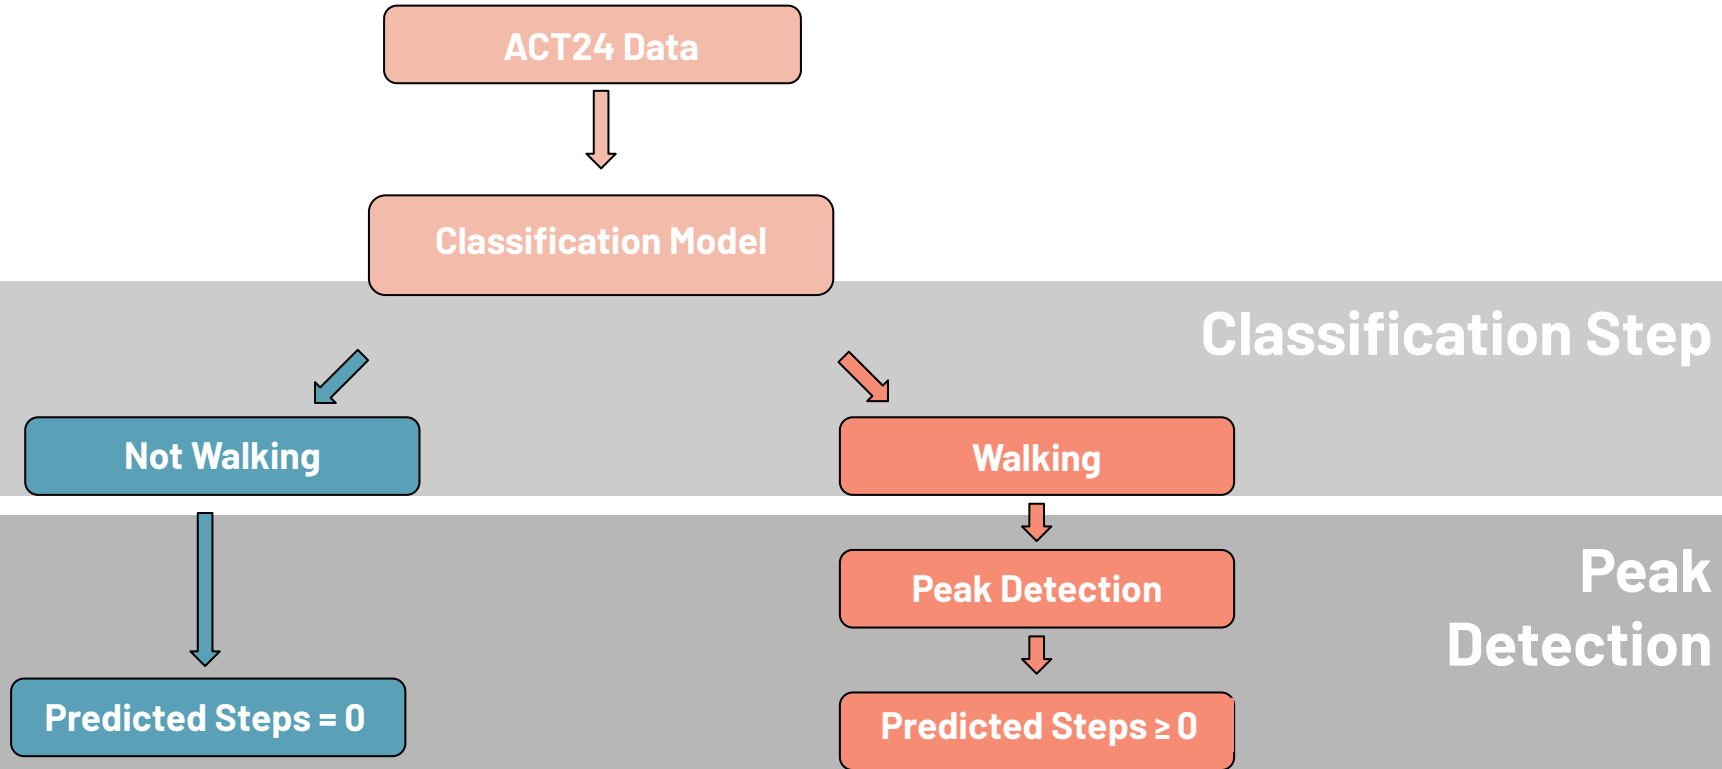 ACT24 Data
Classification Model
Classification Step
Not Walking
Walking
Peak
Detection
Peak Detection
Predicted Steps = 0
Predicted Steps ≥ 0